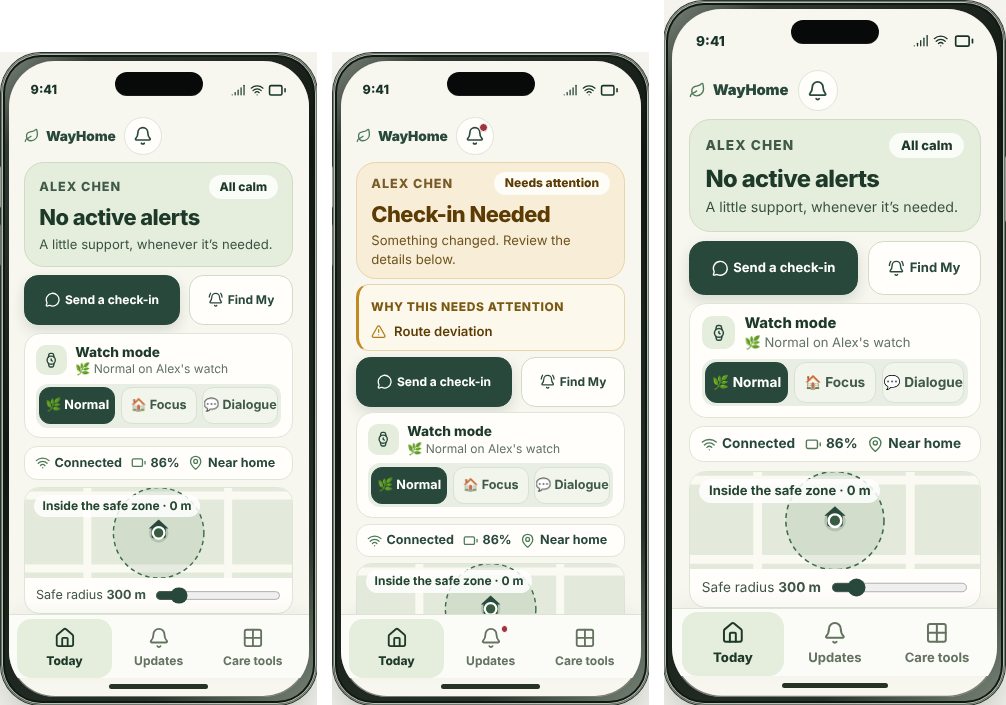 9:41
WayHome
ALEX CHEN
All calm
No active alerts
A little support, whenever it's needed.
Send a check-in
Find My
Watch mode
🌿 Normal on Alex's watch
🌿 Normal
🏠 Focus
💬 Dialogue
Connected
86%
Near home
Inside the safe zone · 0 m
Safe radius 300 m
Today
Updates
Care tools
9:41
WayHome
ALEX CHEN
Needs attention
Check-in Needed
Something changed. Review the
details below.
WHY THIS NEEDS ATTENTION
Route deviation
Send a check-in
Find My
Watch mode
🌿 Normal on Alex's watch
🌿 Normal
🏠 Focus
💬 Dialogue
Connected
86%
Near home
Inside the safe zone · 0 m
Today
Updates
Care tools
9:41
WayHome
ALEX CHEN
All calm
No active alerts
A little support, whenever it's needed.
Send a check-in
Find My
Watch mode
🌿 Normal on Alex's watch
🌿 Normal
🏠 Focus
💬 Dialogue
Connected
86%
Near home
Inside the safe zone · 0 m
Safe radius 300 m
Today
Updates
Care tools